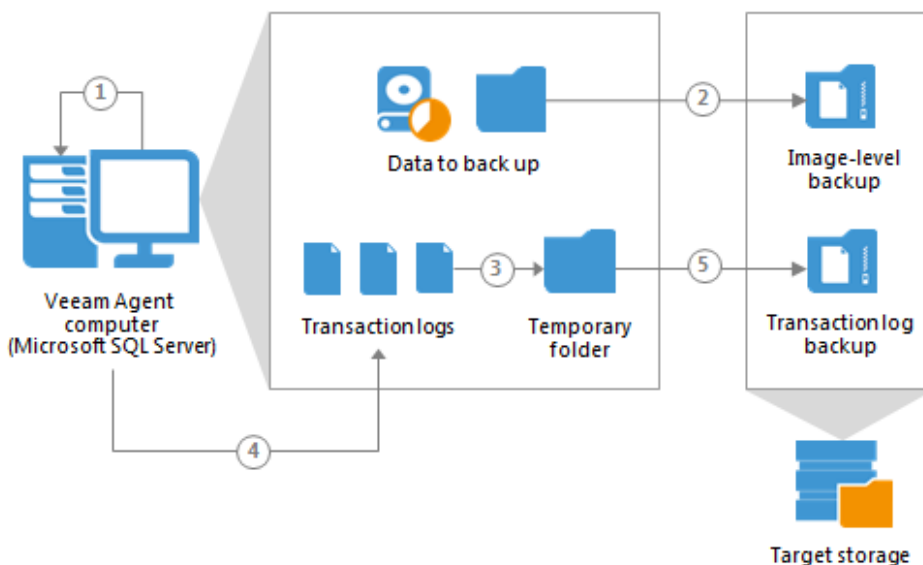 1
2
Data to back up
Image-level
backup
3
5
Veeam Agent
computer
(Microsoft SQL Server)
Transaction logs
Temporary
folder
Transaction log
backup
4
Target storage